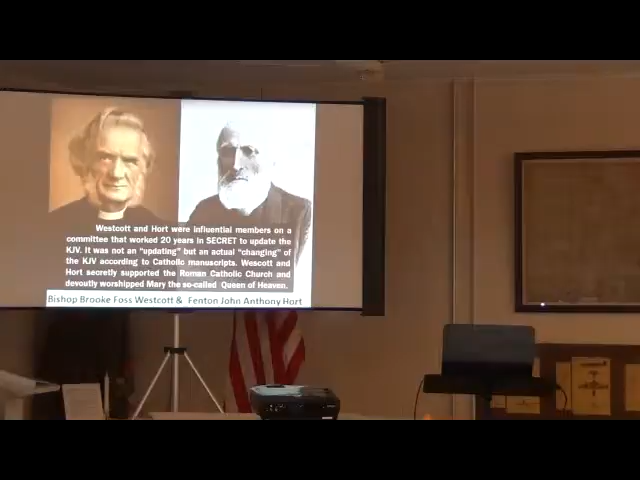 Westcott and Hort were influential members on a
committee that worked 20 years in SECRET to update the
KJV. It was not an "updating" but an actual "changing" of
the KJV according to Catholic manuscripts. Wescott and
Hort secretly supported the Roman Catholic Church and
devoutly worshipped Mary the so-called Queen of Heaven.
Bishop Brooke Foss Westcott & Fenton John Anthony Hort